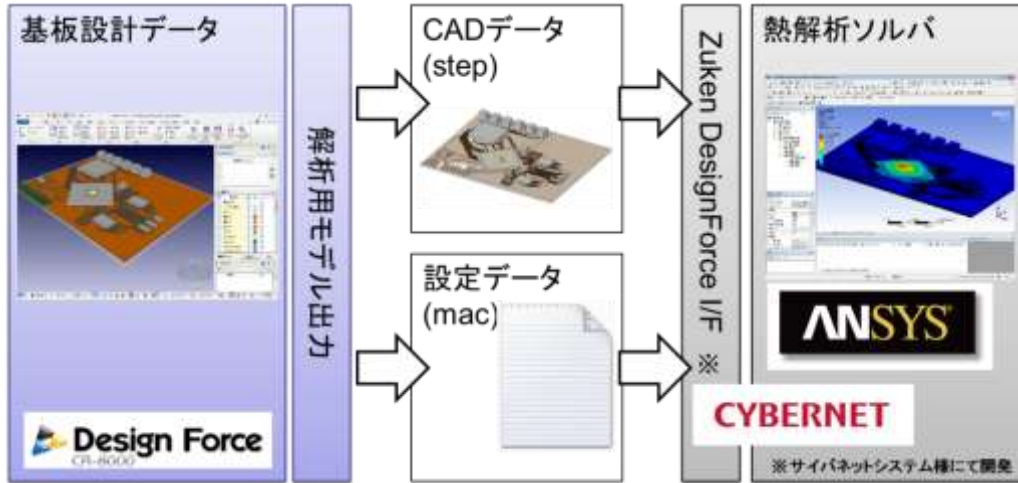 基板設計データ
Design Force
CR-8000
解析用モデル出力
CADデータ
(step)
設定データ
(mac)
Zuken DesignForce I/F ※
熱解析ソルバ
ANSYS
CYBERNET
※サイバネットシステム様にて開発